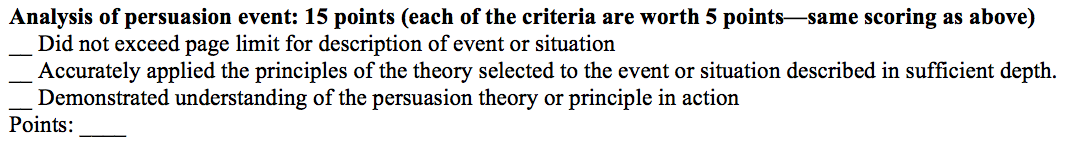 Analysis of persuasion event: 15 points (each of the criteria are worth 5 points—same scoring as above)
__ Did not exceed page limit for description of event or situation
__ Accurately applied the principles of the theory selected to the event or situation described in sufficient depth.
__ Demonstrated understanding of the persuasion theory or principle in action
Points: ____